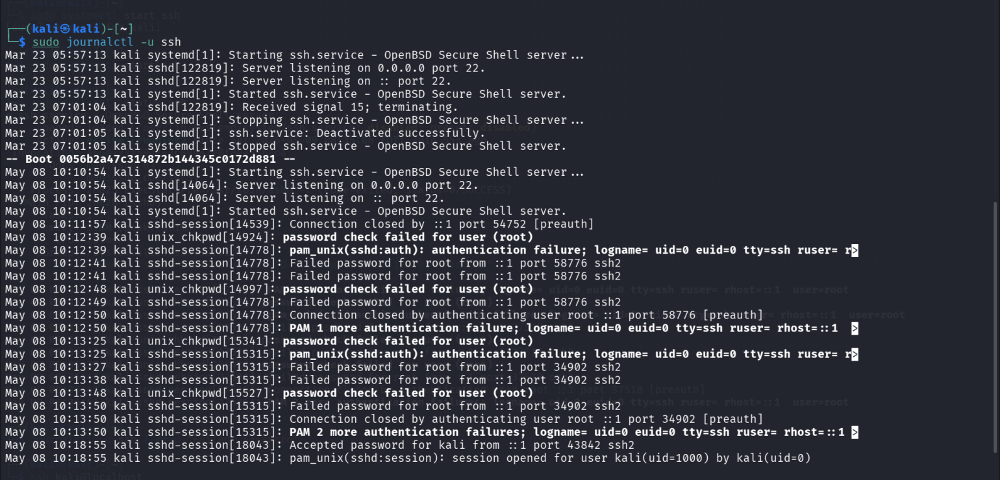 ┌──(kali㉿kali)-[~]
└─$ sudo journalctl -u ssh
Mar 23 05:57:13 kali systemd[1]: Starting ssh.service - OpenBSD Secure Shell server...
Mar 23 05:57:13 kali sshd[122819]: Server listening on 0.0.0.0 port 22.
Mar 23 05:57:13 kali sshd[122819]: Server listening on :: port 22.
Mar 23 05:57:13 kali systemd[1]: Started ssh.service - OpenBSD Secure Shell server.
Mar 23 07:01:04 kali sshd[122819]: Received signal 15; terminating.
Mar 23 07:01:04 kali systemd[1]: Stopping ssh.service - OpenBSD Secure Shell server...
Mar 23 07:01:05 kali systemd[1]: ssh.service: Deactivated successfully.
Mar 23 07:01:05 kali systemd[1]: Stopped ssh.service - OpenBSD Secure Shell server.
-- Boot 0056b2a47c314872b144345c0172d881 --
May 08 10:10:54 kali systemd[1]: Starting ssh.service - OpenBSD Secure Shell server...
May 08 10:10:54 kali sshd[14064]: Server listening on 0.0.0.0 port 22.
May 08 10:10:54 kali sshd[14064]: Server listening on :: port 22.
May 08 10:10:54 kali systemd[1]: Started ssh.service - OpenBSD Secure Shell server.
May 08 10:11:57 kali sshd-session[14539]: Connection closed by ::1 port 54752 [preauth]
May 08 10:12:39 kali unix_chkpwd[14924]: password check failed for user (root)
May 08 10:12:39 kali sshd-session[14778]: pam_unix(sshd:auth): authentication failure; logname= uid=0 euid=0 tty=ssh ruser= r>
May 08 10:12:41 kali sshd-session[14778]: Failed password for root from ::1 port 58776 ssh2
May 08 10:12:41 kali sshd-session[14778]: Failed password for root from ::1 port 58776 ssh2
May 08 10:12:48 kali unix_chkpwd[14997]: password check failed for user (root)
May 08 10:12:49 kali sshd-session[14778]: Failed password for root from ::1 port 58776 ssh2
May 08 10:12:50 kali sshd-session[14778]: Connection closed by authenticating user root ::1 port 58776 [preauth]
May 08 10:12:50 kali sshd-session[14778]: PAM 1 more authentication failure; logname= uid=0 euid=0 tty=ssh ruser= rhost=::1  >
May 08 10:13:25 kali unix_chkpwd[15341]: password check failed for user (root)
May 08 10:13:25 kali sshd-session[15315]: pam_unix(sshd:auth): authentication failure; logname= uid=0 euid=0 tty=ssh ruser= r>
May 08 10:13:27 kali sshd-session[15315]: Failed password for root from ::1 port 34902 ssh2
May 08 10:13:38 kali sshd-session[15315]: Failed password for root from ::1 port 34902 ssh2
May 08 10:13:48 kali unix_chkpwd[15527]: password check failed for user (root)
May 08 10:13:50 kali sshd-session[15315]: Failed password for root from ::1 port 34902 ssh2
May 08 10:13:50 kali sshd-session[15315]: Connection closed by authenticating user root ::1 port 34902 [preauth]
May 08 10:13:50 kali sshd-session[15315]: PAM 2 more authentication failures; logname= uid=0 euid=0 tty=ssh ruser= rhost=::1 >
May 08 10:18:55 kali sshd-session[18043]: Accepted password for kali from ::1 port 43842 ssh2
May 08 10:18:55 kali sshd-session[18043]: pam_unix(sshd:session): session opened for user kali(uid=1000) by kali(uid=0)